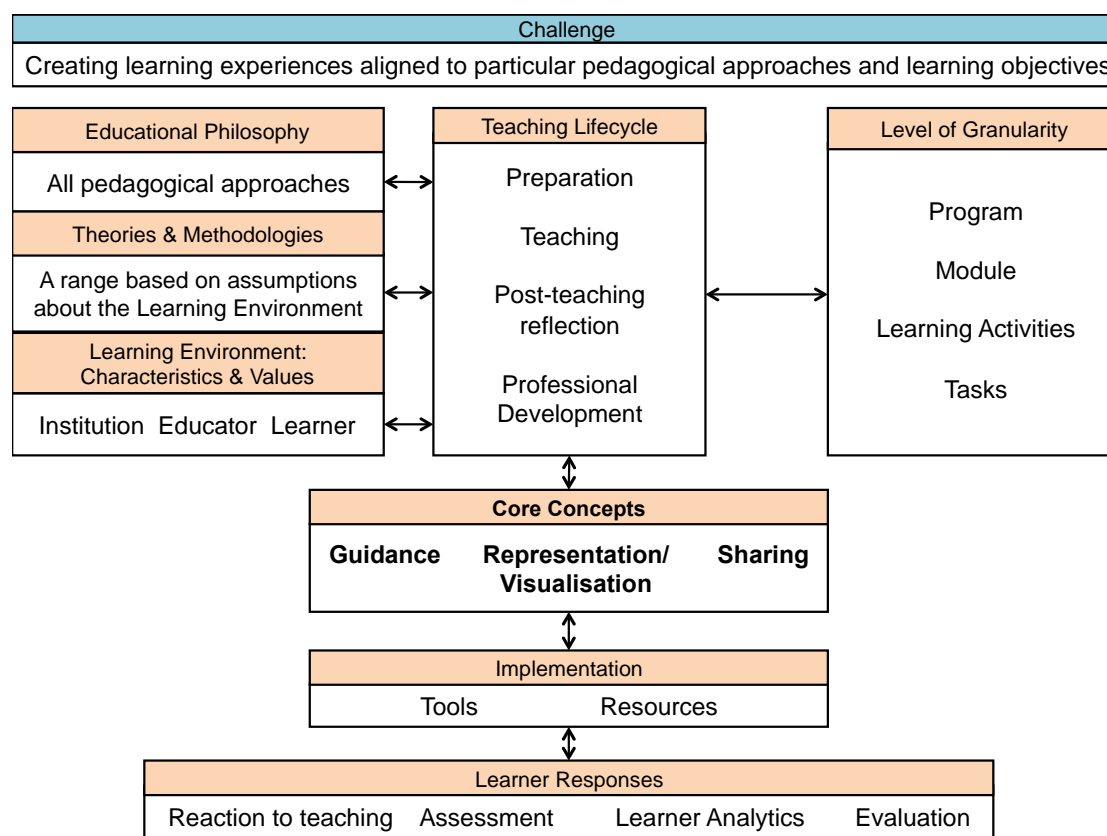 Challenge
Creating learning experiences aligned to particular pedagogical approaches and learning objectives
Educational Philosophy
All pedagogical approaches
Theories & Methodologies
A range based on assumptions
about the Learning Environment
Learning Environment:
Characteristics & Values
Institution Educator Learner
Teaching Lifecycle
Preparation
Teaching
Post-teaching
reflection
Professional
Development
Level of Granularity
Program
Module
Learning Activities
Tasks
Core Concepts
Guidance Representation/ Sharing
Visualisation
Implementation
Tools Resources
Learner Responses
Reaction to teaching Assessment Learner Analytics Evaluation